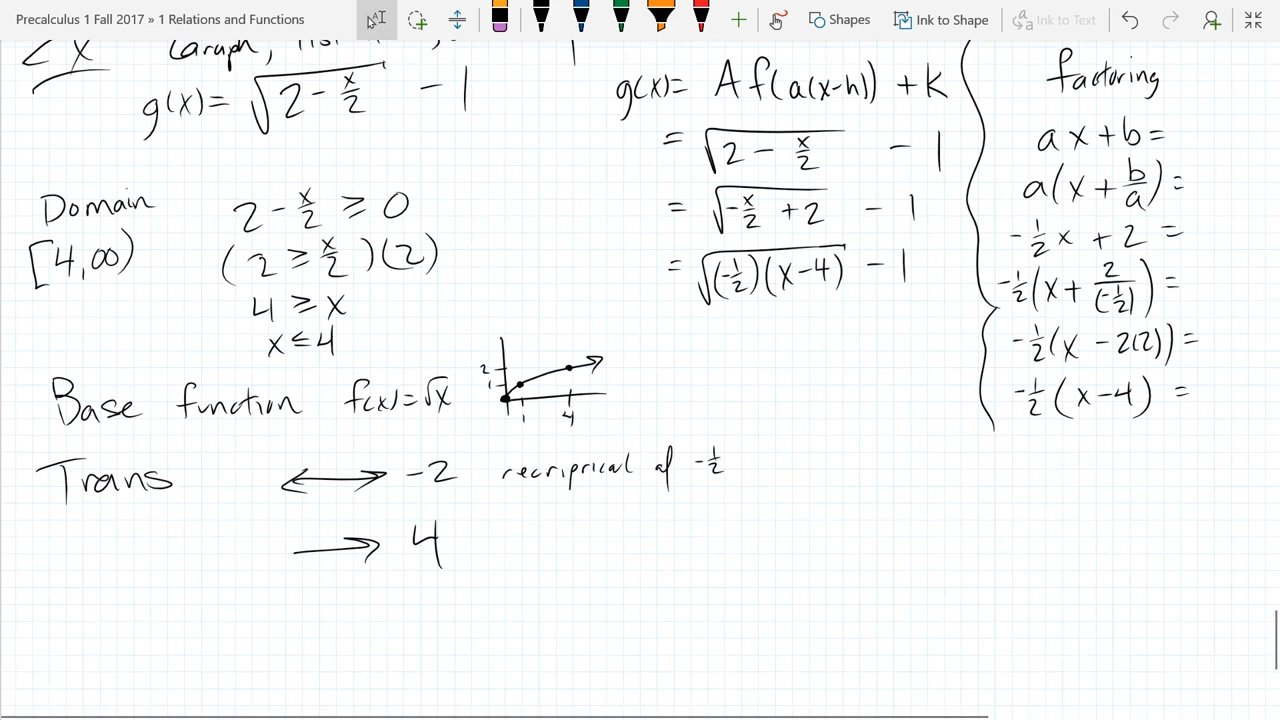 Precalculus 1 Fall 2017 » 1 Relations and Functions
Shapes
Ink to Shape
Ink to Text
Ex Graph,
g(x) = √(2 - x/2) - 1
g(x) = A f(a(x-h)) + k
= √(2 - x/2) - 1
= √(-x/2 + 2) - 1
= √((-1/2)(x-4)) - 1
factoring
ax + b =
a(x + b/a) =
-1/2 x + 2 =
-1/2 (x + 2/(-1/2)) =
-1/2 (x - 2(2)) =
-1/2 (x - 4) =
Domain
[4,∞)
2 - x/2 ≥ 0
(2 ≥ x/2)(2)
4 ≥ x
x ≤ 4
Base function f(x) = √x
2
1
1 4
Trans ↔ -2 recriprical of -1/2
→ 4